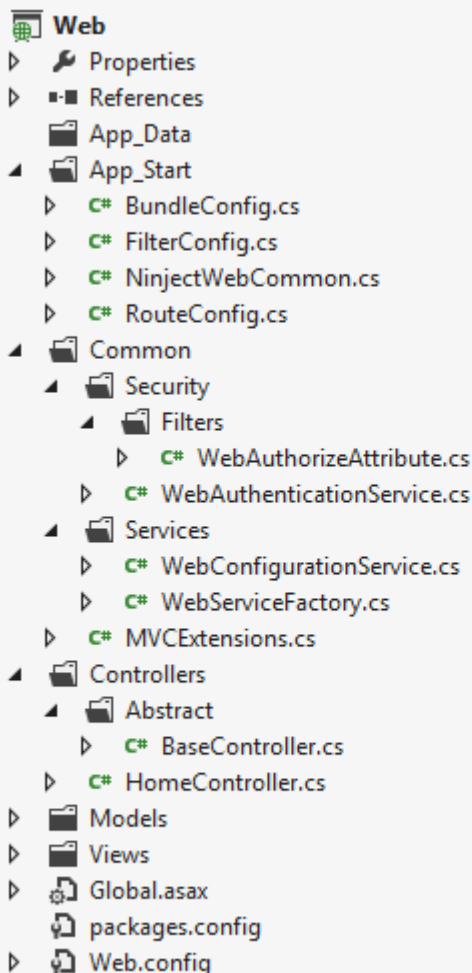 Web
Properties
References
App_Data
App_Start
C# BundleConfig.cs
C# FilterConfig.cs
C# NinjectWebCommon.cs
C# RouteConfig.cs
Common
Security
Filters
C# WebAuthorizeAttribute.cs
C# WebAuthenticationService.cs
Services
C# WebConfigurationService.cs
C# WebServiceFactory.cs
C# MVCExtensions.cs
Controllers
Abstract
C# BaseController.cs
C# HomeController.cs
Models
Views
Global.asax
packages.config
Web.config